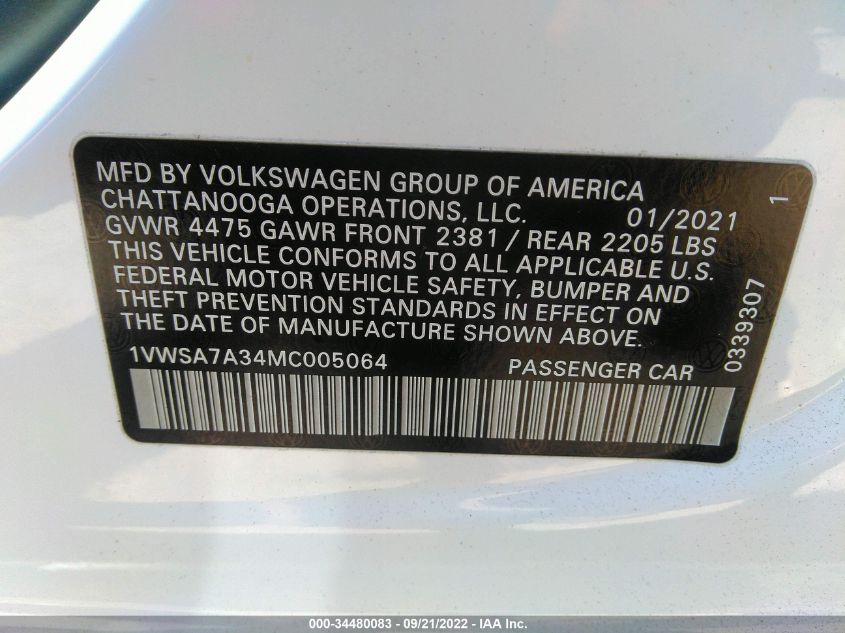 MFD BY VOLKSWAGEN GROUP OF AMERICA
CHATTANOOGA OPERATIONS, LLC. 01/2021 1
GVWR 4475 GAWR FRONT 2381 / REAR 2205 LBS
THIS VEHICLE CONFORMS TO ALL APPLICABLE U.S.
FEDERAL MOTOR VEHICLE SAFETY, BUMPER AND
THEFT PREVENTION STANDARDS IN EFFECT ON
THE DATE OF MANUFACTURE SHOWN ABOVE.
0339307
1VWSA7A34MC005064 PASSENGER CAR
000-34480083 - 09/21/2022 - IAA Inc.